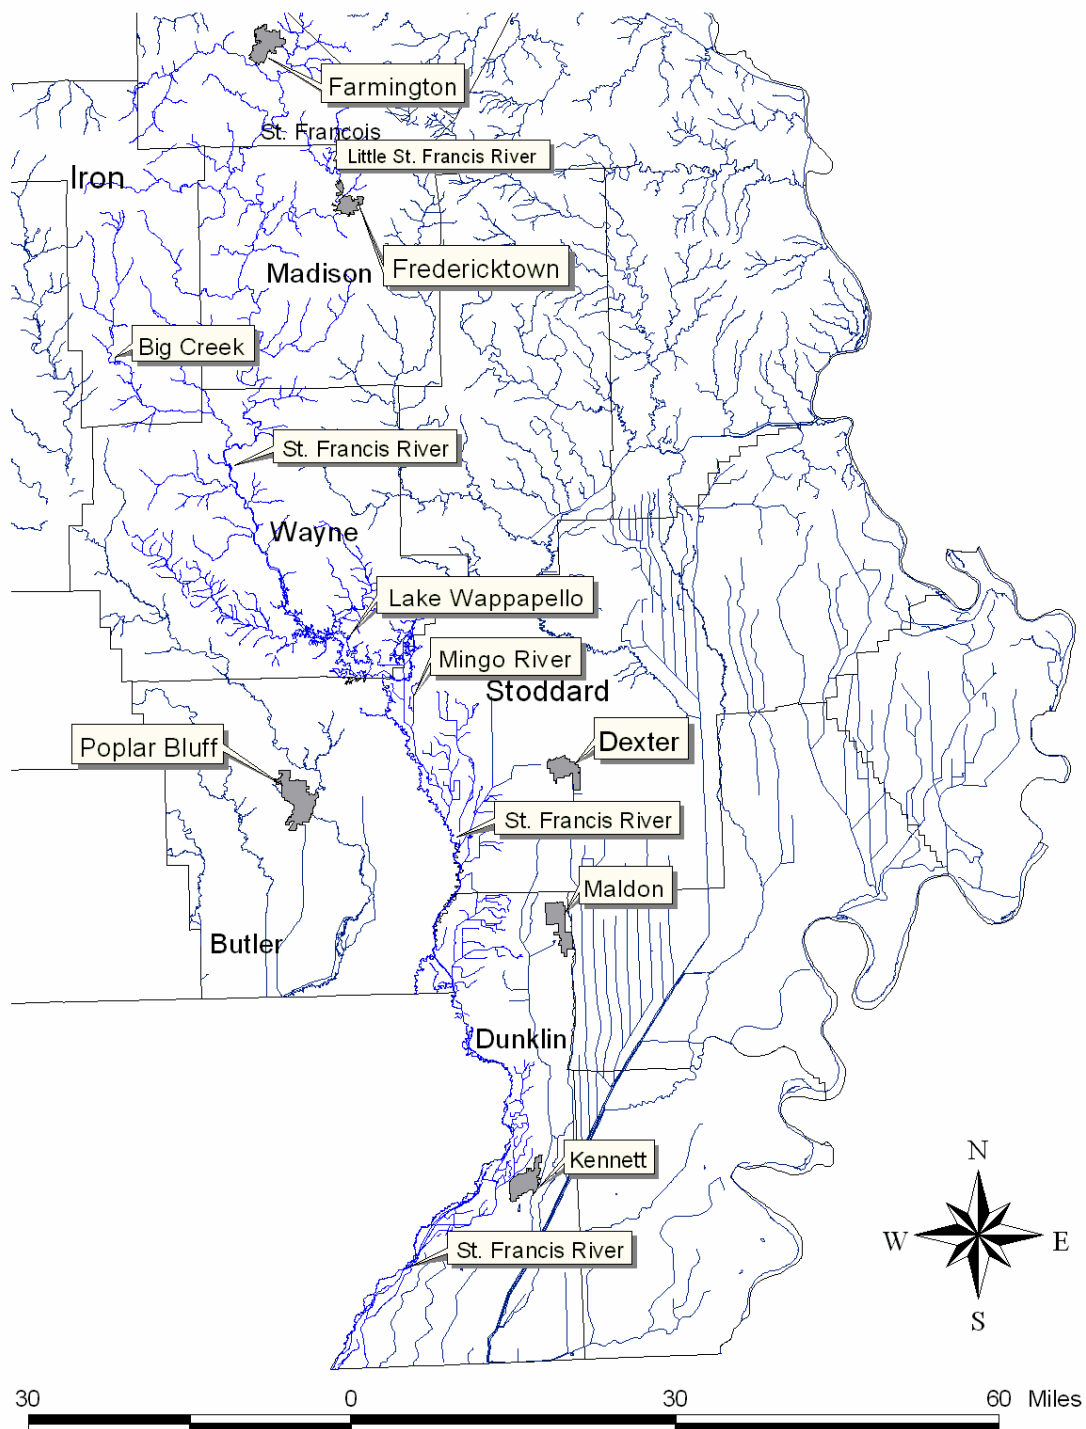 Farmington
St. Francois
Little St. Francis River
Iron
Fredericktown
Madison
Big Creek
St. Francis River
Wayne
Lake Wappapello
Mingo River
Stoddard
Poplar Bluff
Dexter
St. Francis River
Maldon
Butler
Dunklin
Kennett
N
W E
S
St. Francis River
30 0 30 60 Miles